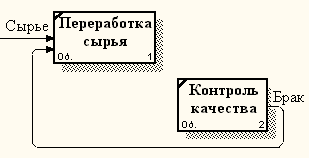 Сырье
Переработка
сырья
0б.
1
Контроль
качества
0б.
2
Брак